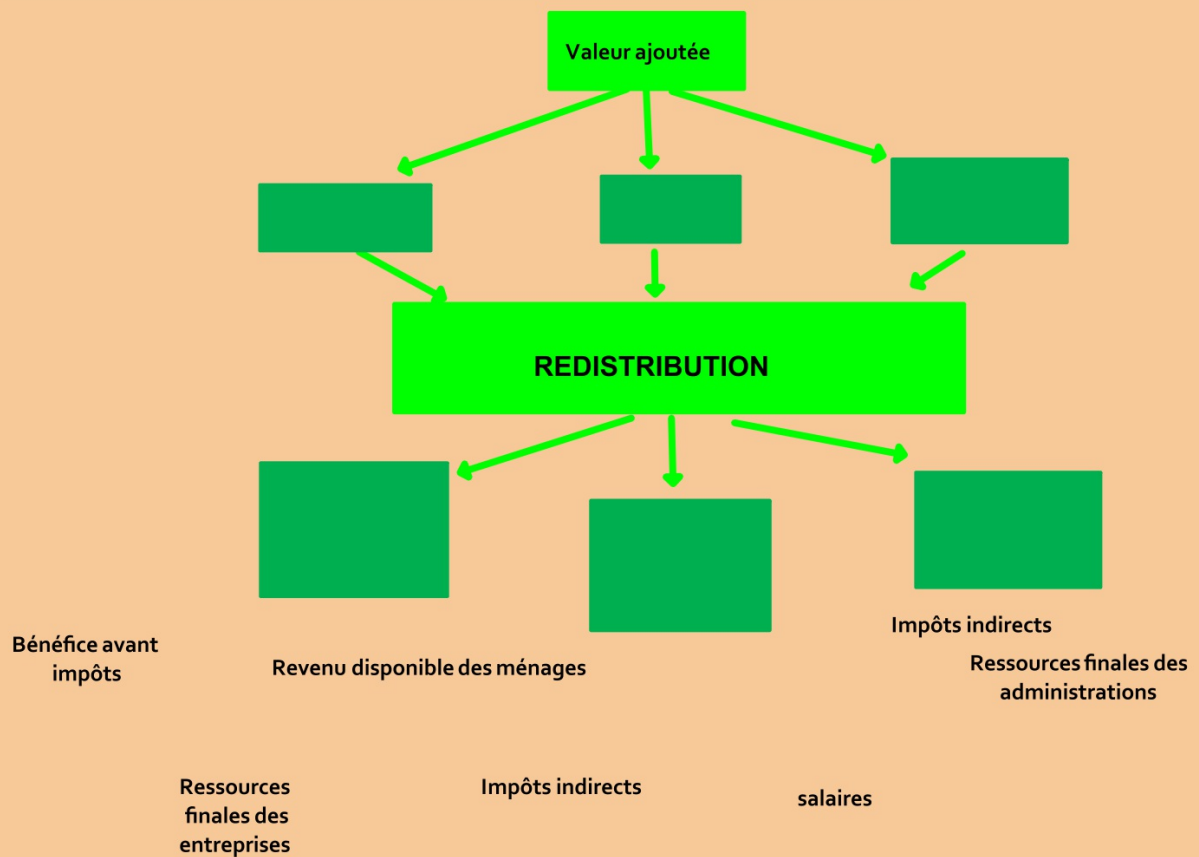 Valeur ajoutée
REDISTRIBUTION
Impôts indirects
Bénéfice avant
impôts
Revenu disponible des ménages
Ressources finales des
administrations
Ressources
finales des
entreprises
Impôts indirects
salaires